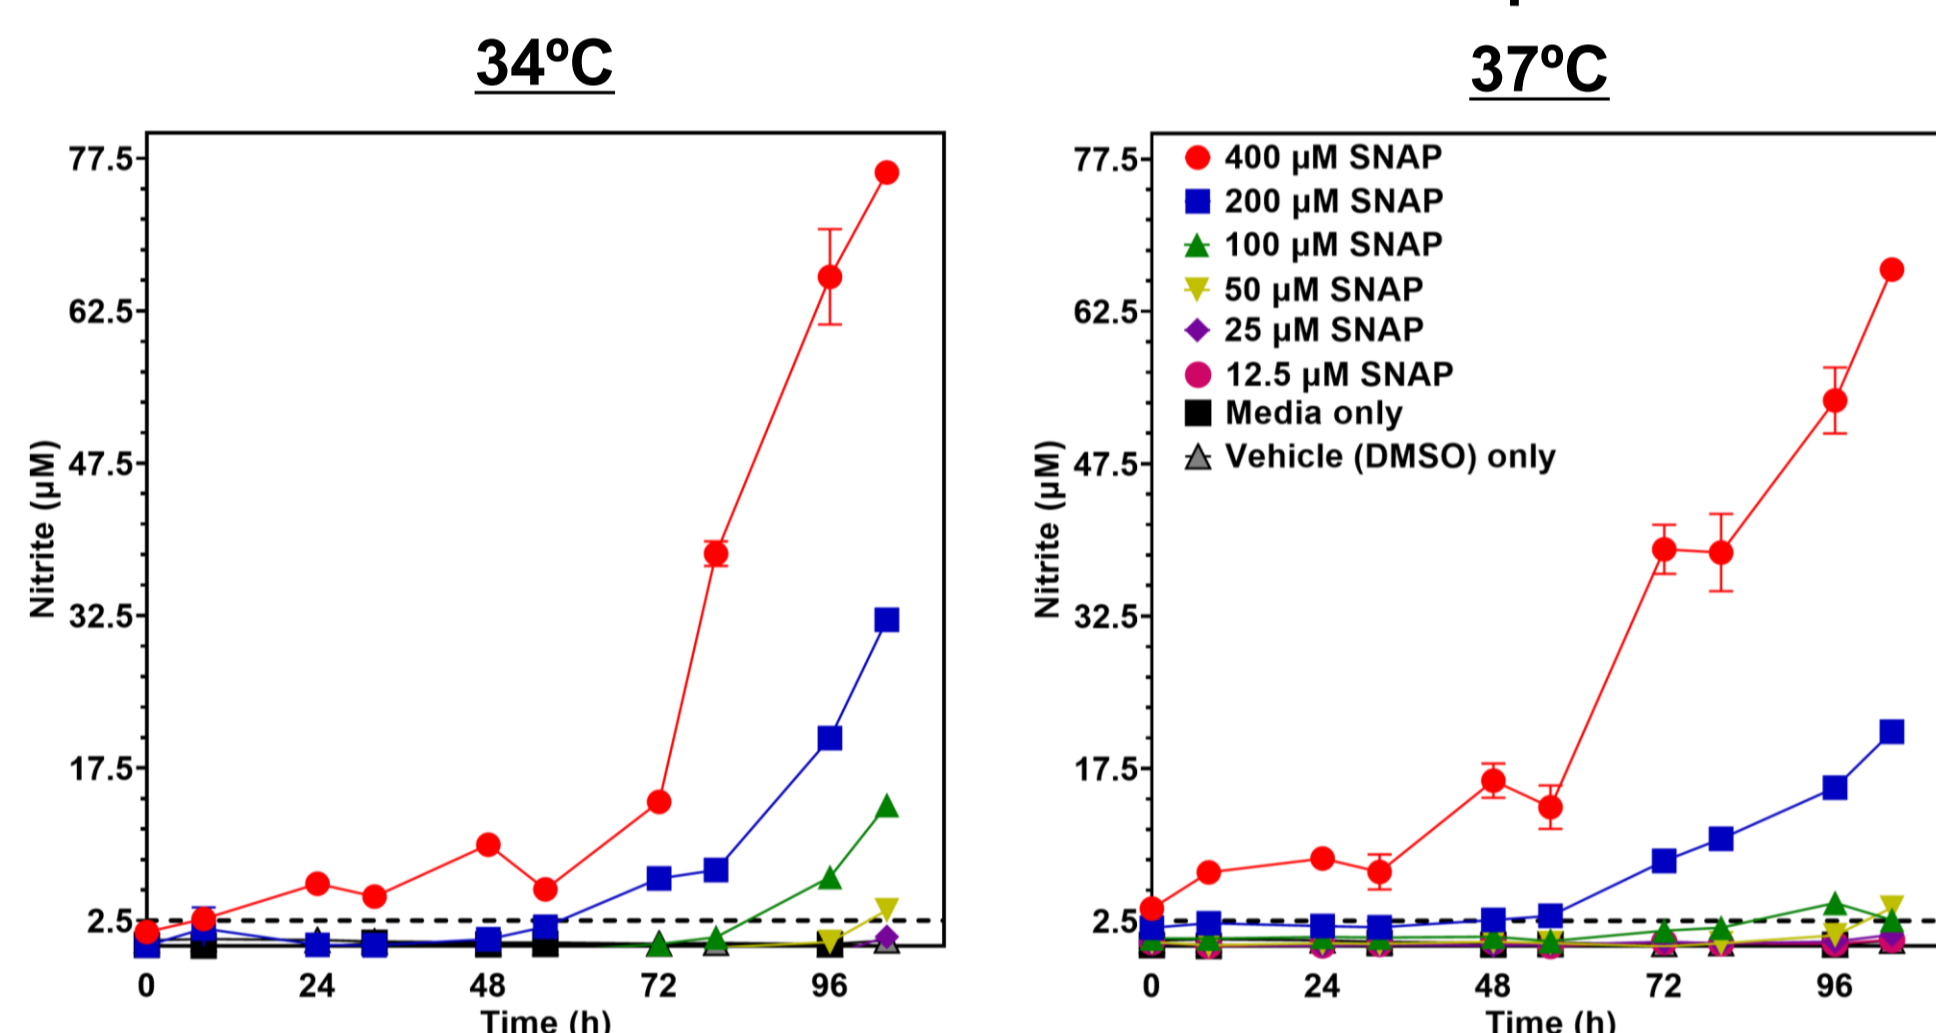 34ºC
77.5
62.5
47.5
32.5
17.5
2.5
Nitrite (µM)
0 24 48 72 96
Time (h)
37ºC
77.5
62.5
47.5
32.5
17.5
2.5
Nitrite (µM)
400 µM SNAP
200 µM SNAP
100 µM SNAP
50 µM SNAP
25 µM SNAP
12.5 µM SNAP
Media only
Vehicle (DMSO) only
0 24 48 72 96
Time (h)